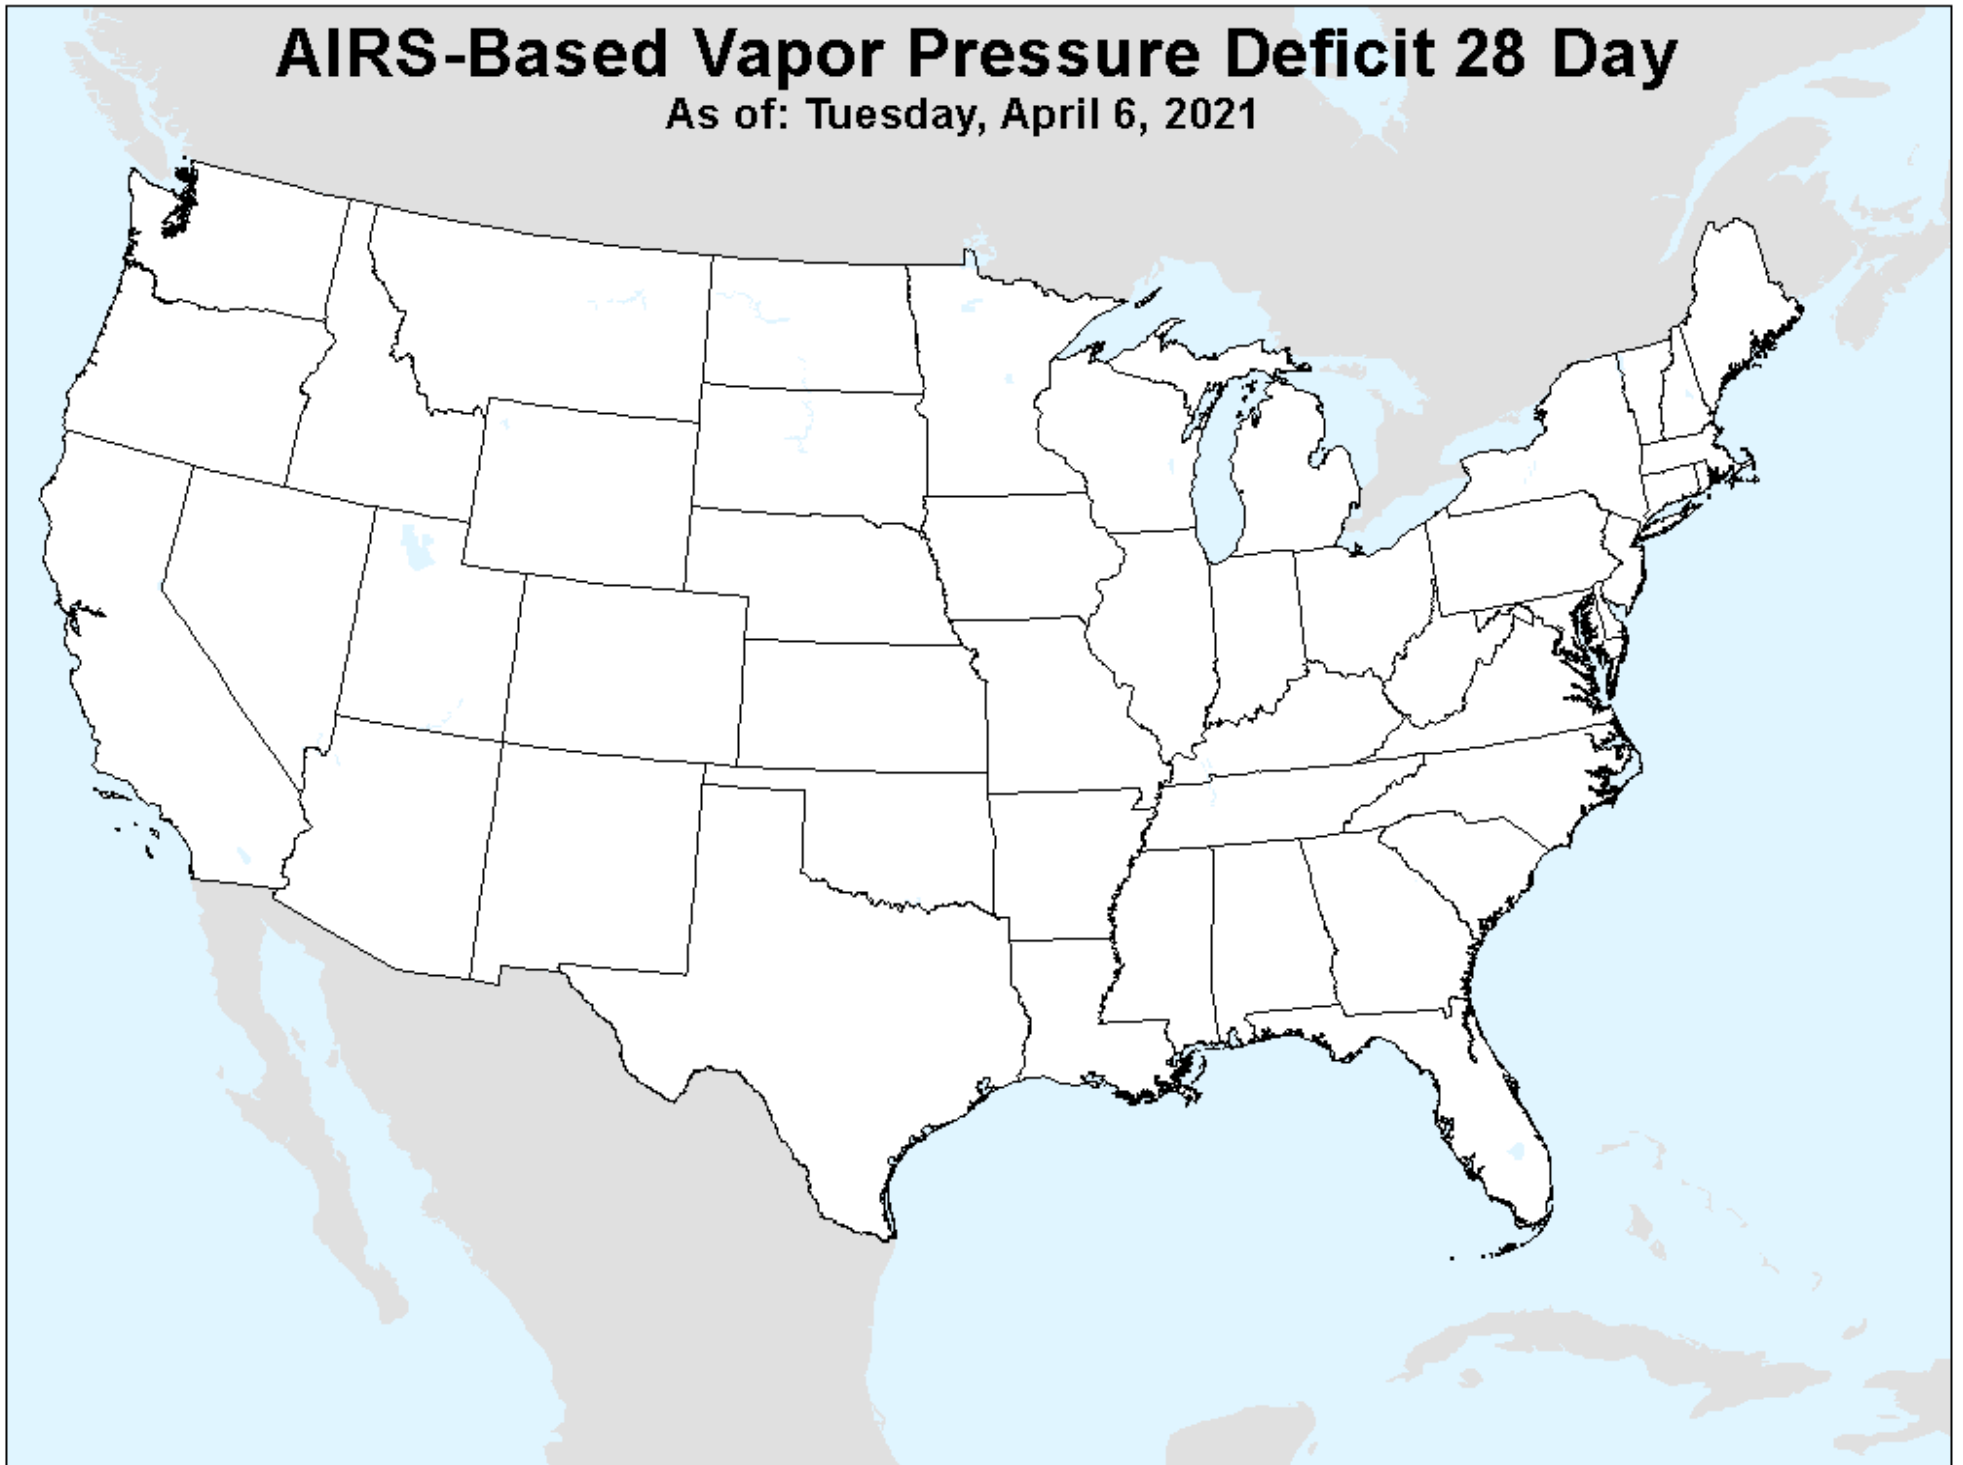 AIRS-Based Vapor Pressure Deficit 28 Day
As of: Tuesday, April 6, 2021